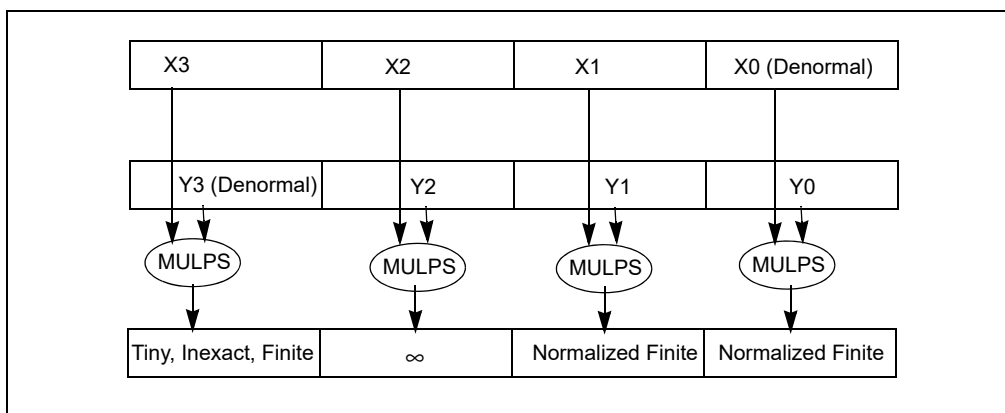 X3 X2 X1 X0 (Denormal)
Y3 (Denormal) Y2 Y1 Y0
MULPS MULPS MULPS MULPS
Tiny, Inexact, Finite ∞ Normalized Finite Normalized Finite